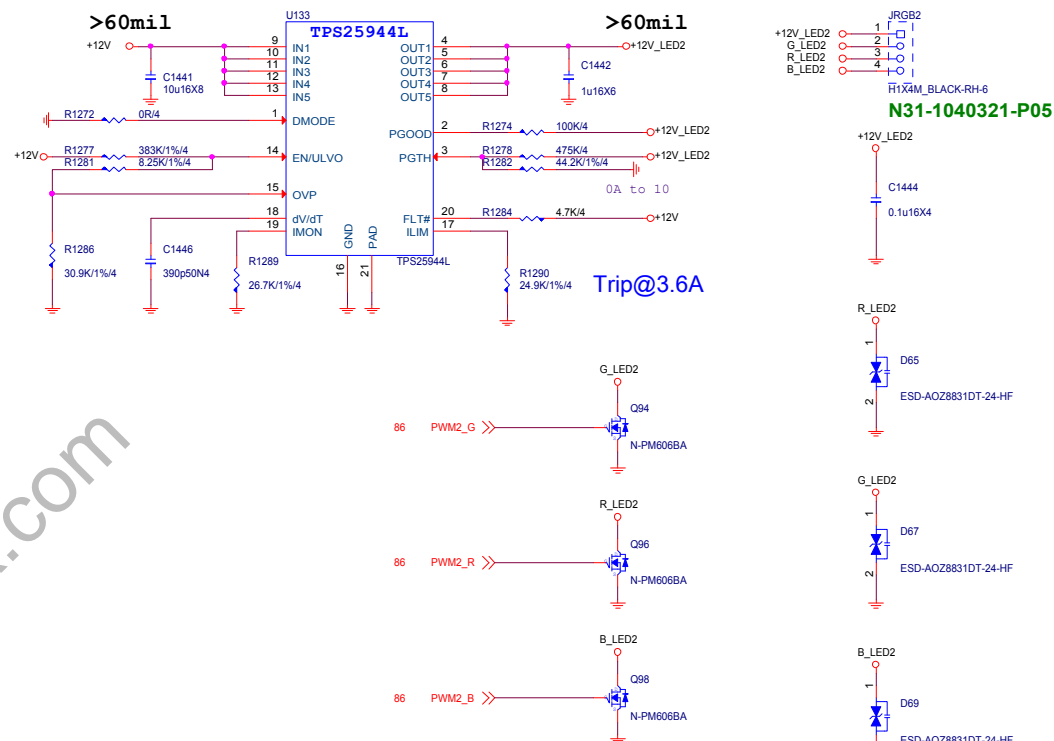 >60mil
U133
TPS25944L
>60mil
+12V
9 IN1
10 IN2
11 IN3
12 IN4
13 IN5
1 DMODE
14 EN/ULVO
15 OVP
18 dV/dT
19 IMON
OUT1 4
OUT2 5
OUT3 6
OUT4 7
OUT5 8
PGOOD 2
PGTH 3
FLT# 20
ILIM 17
GND
PAD
16
21
TPS25944L
C1441
10u16X8
+12V_LED2
C1442
1u16X6
R1272 0R/4
+12V
R1277 383K/1%/4
R1281 8.25K/1%/4
R1274 100K/4 +12V_LED2
R1278 475K/4 +12V_LED2
R1282 44.2K/1%/4
0A to 10
R1284 4.7K/4 +12V
R1286
30.9K/1%/4
C1446
390p50N4
R1289
26.7K/1%/4
R1290
24.9K/1%/4
Trip@3.6A
JRGB2
+12V_LED2 1
G_LED2 2
R_LED2 3
B_LED2 4
H1X4M_BLACK-RH-6
N31-1040321-P05
+12V_LED2
C1444
0.1u16X4
R_LED2
1
D65
2
ESD-AOZ8831DT-24-HF
G_LED2
Q94
86 PWM2_G
N-PM606BA
G_LED2
1
D67
2
ESD-AOZ8831DT-24-HF
R_LED2
Q96
86 PWM2_R
N-PM606BA
B_LED2
Q98
86 PWM2_B
N-PM606BA
B_LED2
1
D69
ESD-AOZ8831DT-24-HF
.com